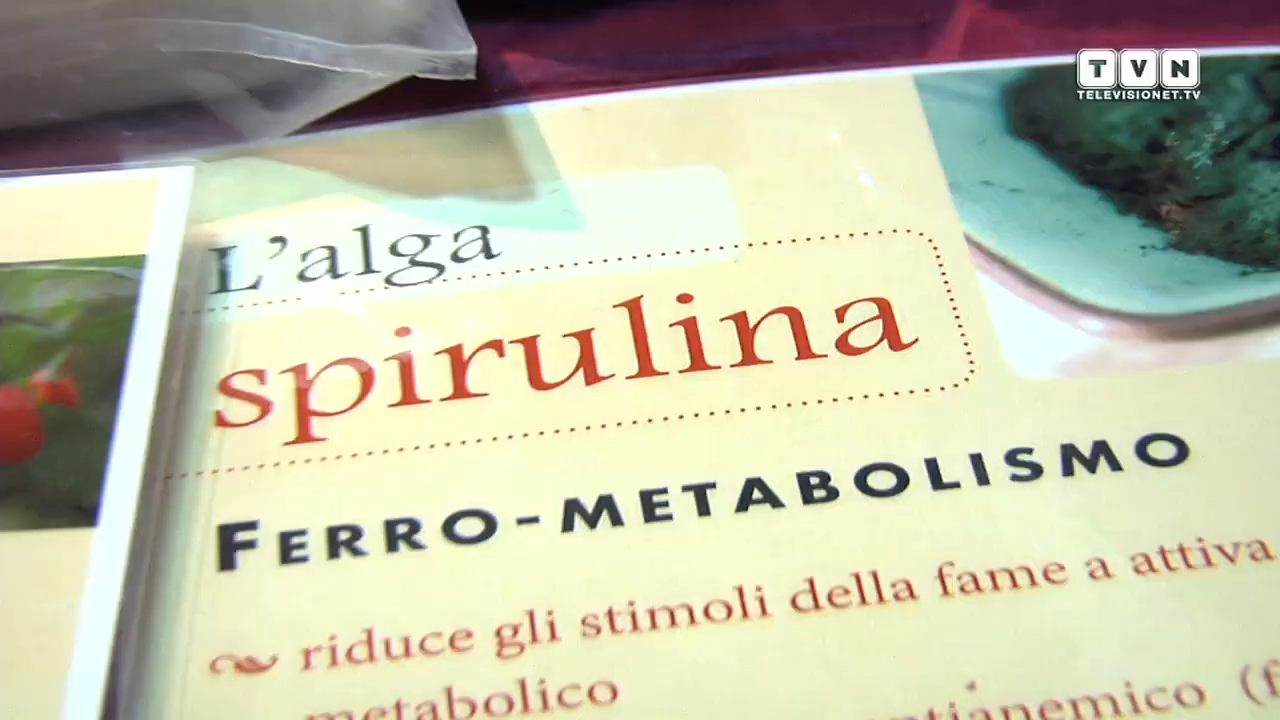 TVN
TELEVISIONET.TV
L'alga
spirulina
FERRO-METABOLISMO
riduce gli stimoli della fame a attiva
metabolico
antianemico (f